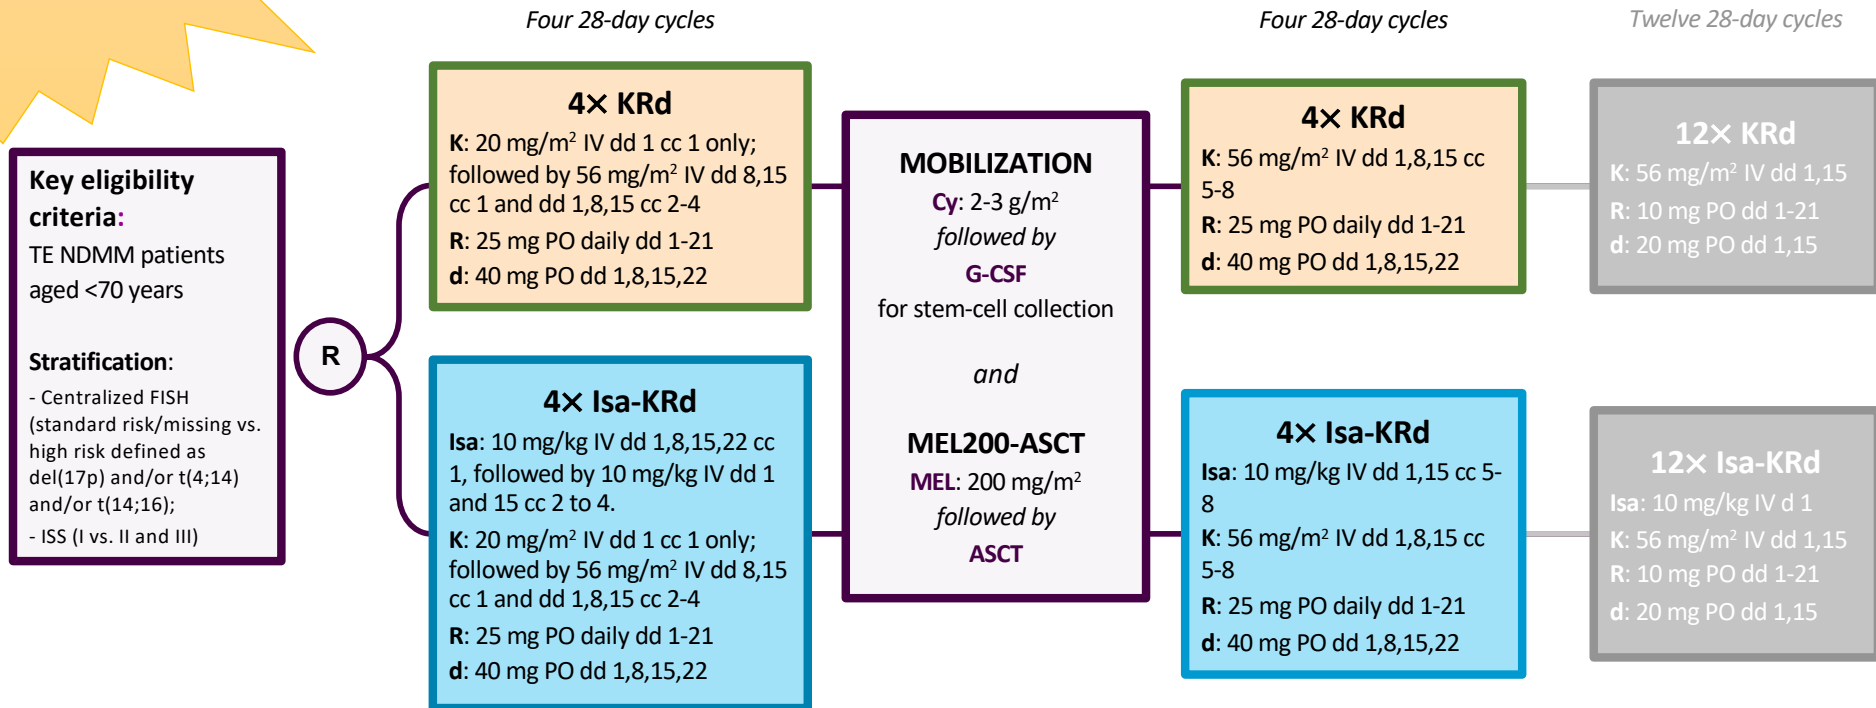 Four 28-day cycles
Four 28-day cycles
Twelve 28-day cycles
Key eligibility
criteria:
TE NDMM patients
aged <70 years
Stratification:
- Centralized FISH
(standard risk/missing vs.
high risk defined as
del(17p) and/or t(4;14)
and/or t(14;16);
- ISS (I vs. II and III)
R
4× KRd
K: 20 mg/m² IV dd 1 cc 1 only;
followed by 56 mg/m² IV dd 8,15
cc 1 and dd 1,8,15 cc 2-4
R: 25 mg PO daily dd 1-21
d: 40 mg PO dd 1,8,15,22
4× Isa-KRd
Isa: 10 mg/kg IV dd 1,8,15,22 cc
1, followed by 10 mg/kg IV dd 1
and 15 cc 2 to 4.
K: 20 mg/m² IV dd 1 cc 1 only;
followed by 56 mg/m² IV dd 8,15
cc 1 and dd 1,8,15 cc 2-4
R: 25 mg PO daily dd 1-21
d: 40 mg PO dd 1,8,15,22
MOBILIZATION
Cy: 2-3 g/m²
followed by
G-CSF
for stem-cell collection
and
MEL200-ASCT
MEL: 200 mg/m²
followed by
ASCT
4× KRd
K: 56 mg/m² IV dd 1,8,15 cc
5-8
R: 25 mg PO daily dd 1-21
d: 40 mg PO dd 1,8,15,22
4× Isa-KRd
Isa: 10 mg/kg IV dd 1,15 cc 5-
8
K: 56 mg/m² IV dd 1,8,15 cc
5-8
R: 25 mg PO daily dd 1-21
d: 40 mg PO dd 1,8,15,22
12× KRd
K: 56 mg/m² IV dd 1,15
R: 10 mg PO dd 1-21
d: 20 mg PO dd 1,15
12× Isa-KRd
Isa: 10 mg/kg IV d 1
K: 56 mg/m² IV dd 1,15
R: 10 mg PO dd 1-21
d: 20 mg PO dd 1,15